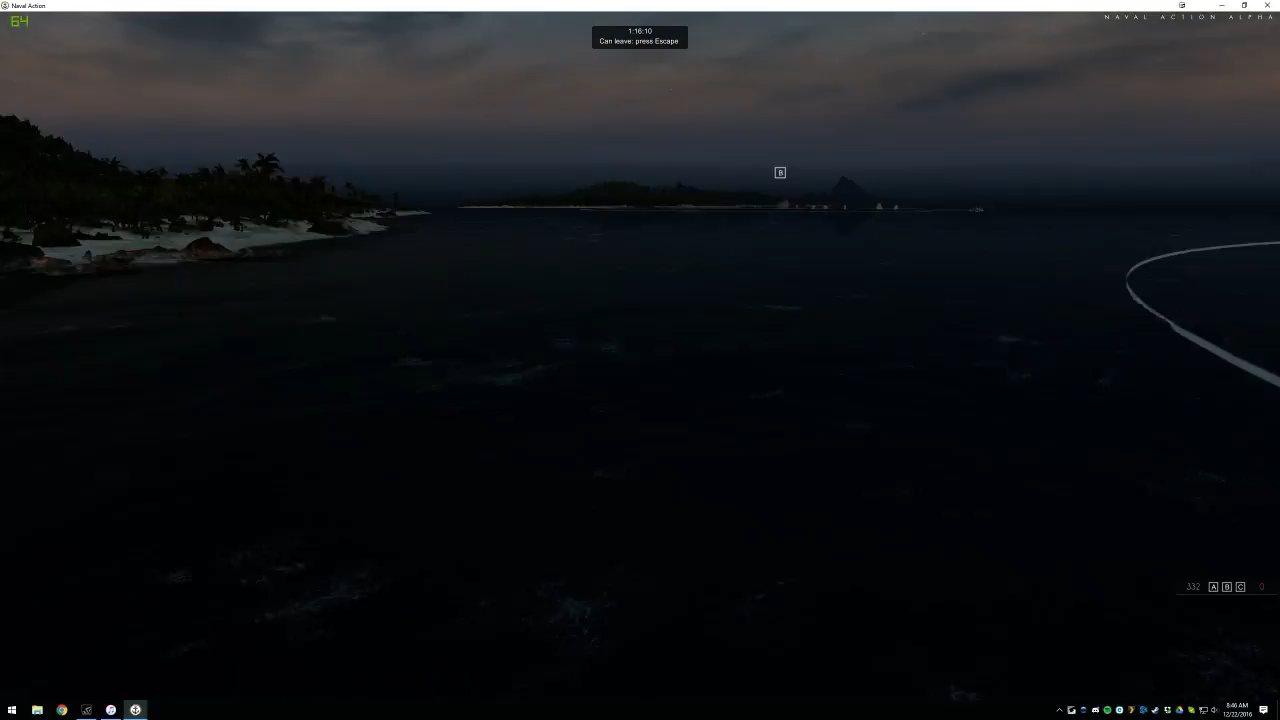 Naval Action
64
NAVAL ACTION ALPHA
1:16:10
Can leave: press Escape
B
332 A B C 0
8:46 AM
12/22/2016